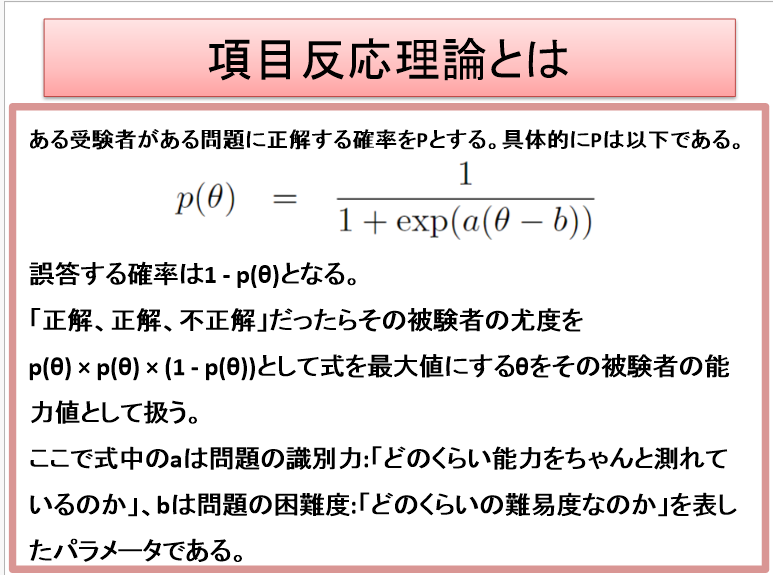 項目反応理論とは
ある受験者がある問題に正解する確率をPとする。具体的にPは以下である。
p(θ) = 1 / (1 + exp(a(θ − b)))
誤答する確率は1 - p(θ)となる。
「正解、正解、不正解」だったらその被験者の尤度を
p(θ) × p(θ) × (1 - p(θ))として式を最大値にするθをその被験者の能
力値として扱う。
ここで式中のaは問題の識別力:「どのくらい能力をちゃんと測れて
いるのか」、bは問題の困難度:「どのくらいの難易度なのか」を表し
たパラメータである。